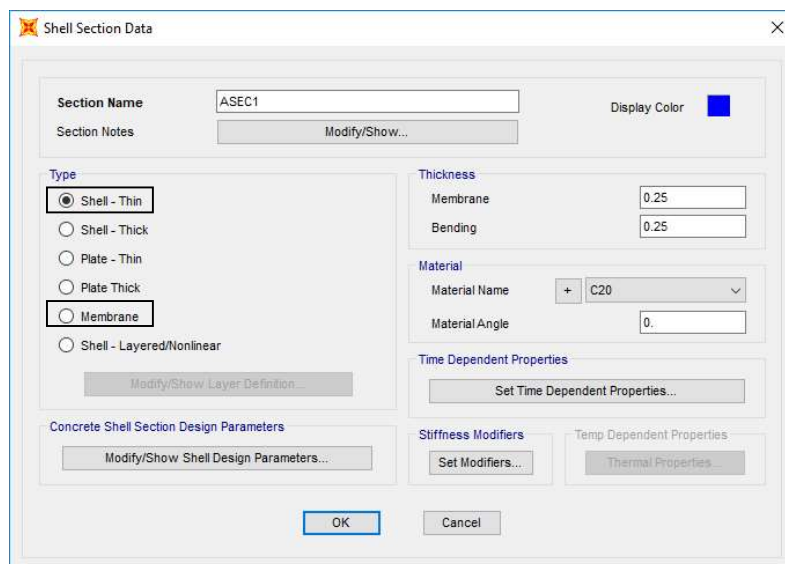 Shell Section Data
Section Name ASEC1 Display Color
Section Notes Modify/Show...
Type
Shell - Thin
Shell - Thick
Plate - Thin
Plate Thick
Membrane
Shell - Layered/Nonlinear
Modify/Show Layer Definition...
Concrete Shell Section Design Parameters
Modify/Show Shell Design Parameters...
Thickness
Membrane 0.25
Bending 0.25
Material
Material Name + C20
Material Angle 0.
Time Dependent Properties
Set Time Dependent Properties...
Stiffness Modifiers
Set Modifiers...
Temp Dependent Properties
Thermal Properties...
OK Cancel